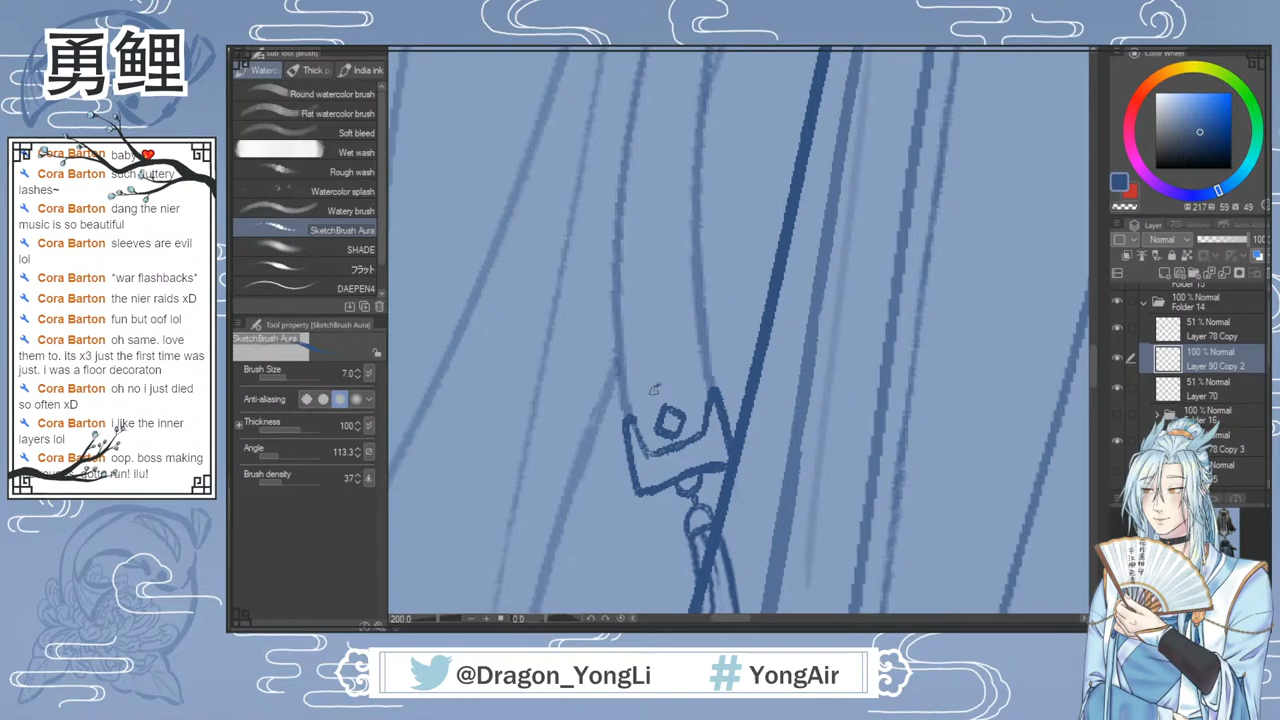 勇鲤
Cora Barton baby
Cora Barton such fluttery
lashes~
Cora Barton dang the nier
music is so beautiful
Cora Barton sleeves are evil
lol
Cora Barton *war flashbacks*
Cora Barton the nier raids xD
Cora Barton fun but oof lol
Cora Barton oh same. love
them to. its x3 just the first time was
just. i was a floor decoraton
Cora Barton oh no i just died
so often xD
Cora Barton i like the inner
layers lol
Cora Barton oop. boss making
gotta run! ilu!
Sub Tool [Brush]
Waterc
Thick p
India ink
Round watercolor brush
Flat watercolor brush
Soft bleed
Wet wash
Rough wash
Watercolor splash
Watery brush
SketchBrush Aura
SHADE
フラット
DAEPEN4
Tool property [SketchBrush Aura]
SketchBrush Aura
Brush Size 7.0
Anti-aliasing
Thickness 100
Angle 113.3
Brush density 37
200.0
0.0
Color Wheel
217 59 49
Layer
Normal 100
Folder 15
100 % Normal
Folder 14
51 % Normal
Layer 78 Copy
100 % Normal
Layer 90 Copy 2
51 % Normal
Layer 70
100 % Normal
Folder 16
Normal
78 Copy 3
Normal
@Dragon_YongLi
# YongAir